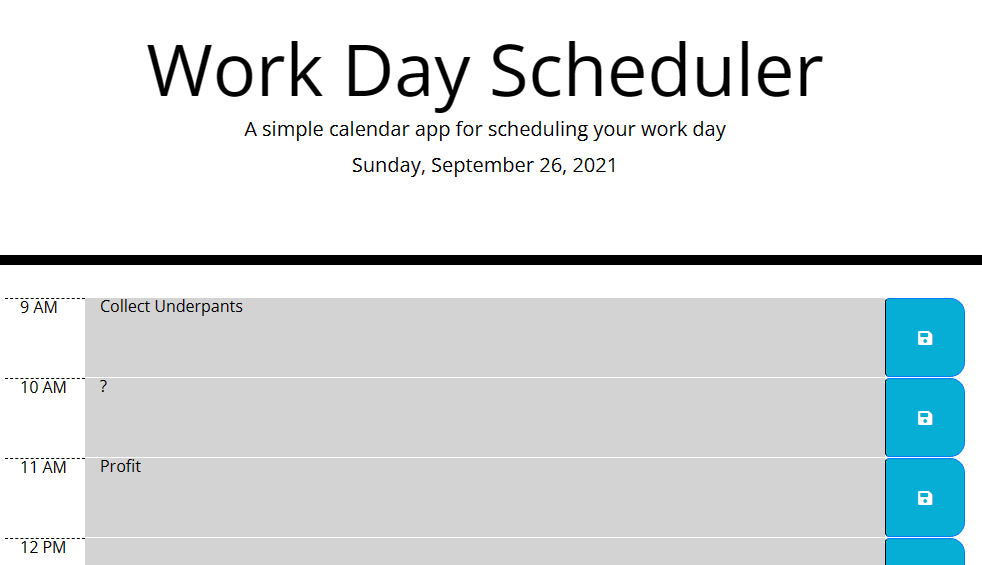 Work Day Scheduler
A simple calendar app for scheduling your work day
Sunday, September 26, 2021
9 AM Collect Underpants
10 AM ?
11 AM Profit
12 PM